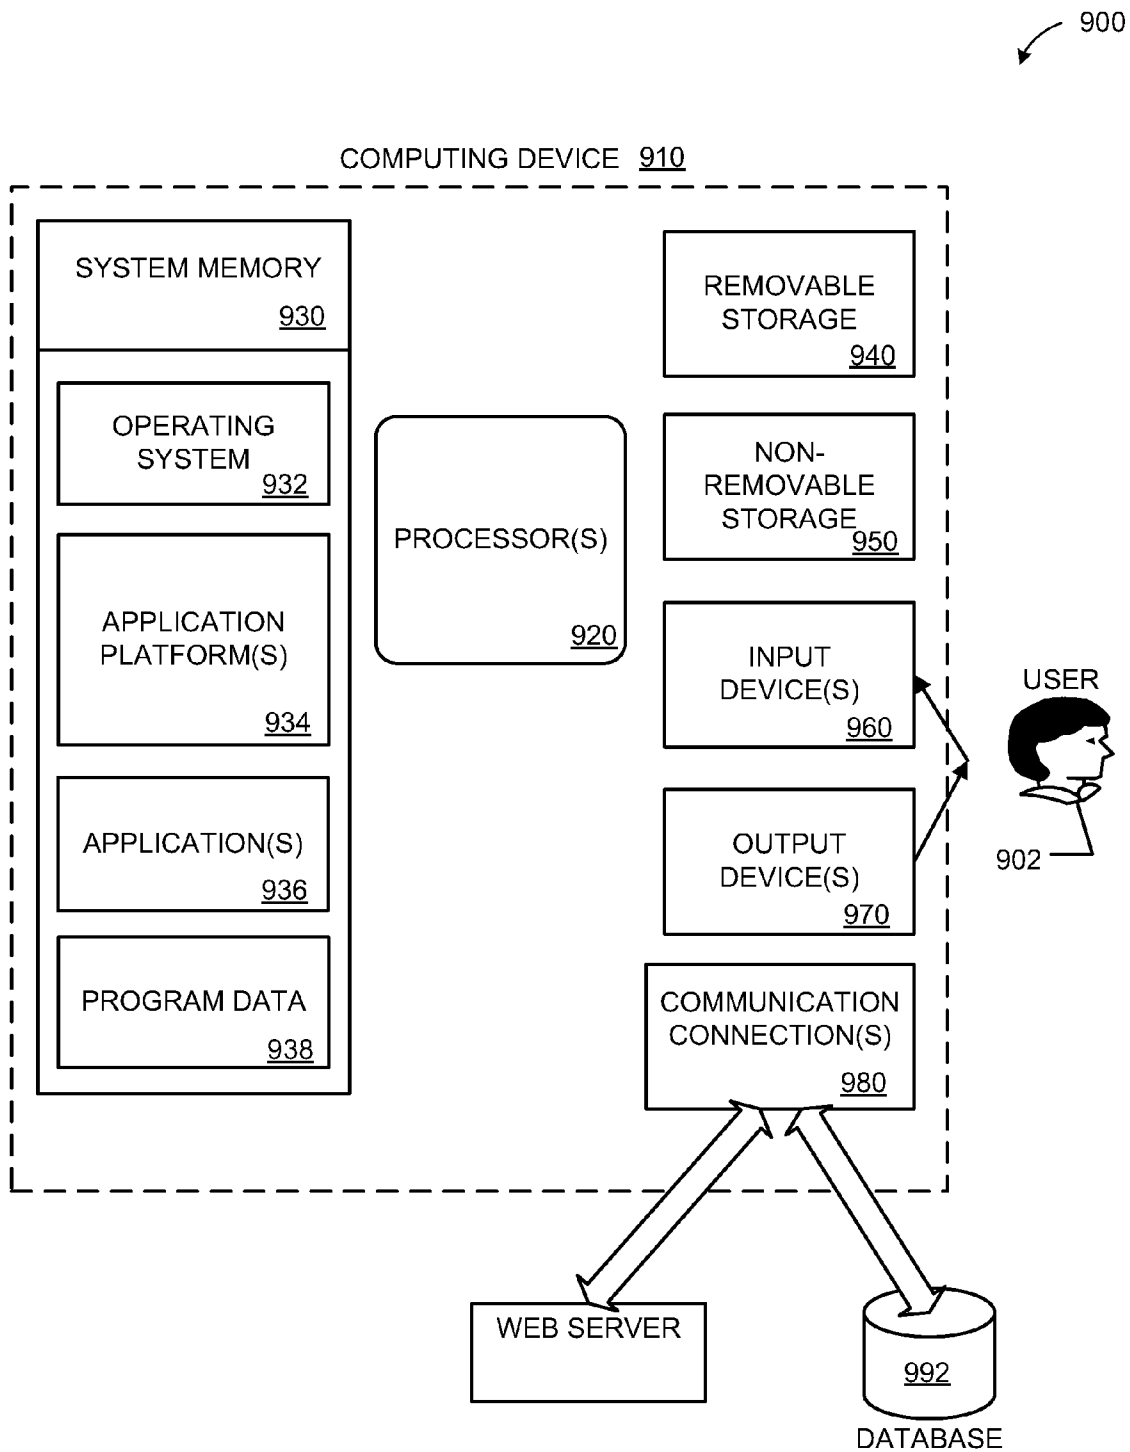 900
COMPUTING DEVICE 910
SYSTEM MEMORY
930
OPERATING
SYSTEM
932
APPLICATION
PLATFORM(S)
934
APPLICATION(S)
936
PROGRAM DATA
938
PROCESSOR(S)
920
REMOVABLE
STORAGE
940
NON-
REMOVABLE
STORAGE
950
INPUT
DEVICE(S)
960
OUTPUT
DEVICE(S)
970
COMMUNICATION
CONNECTION(S)
980
USER
902
WEB SERVER
992
DATABASE